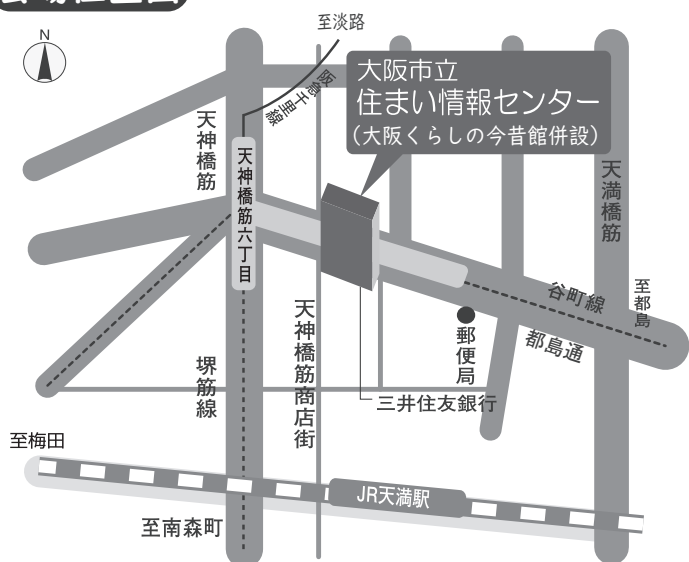 N
至淡路
阪急千里線
大阪市立
住まい情報センター
(大阪くらしの今昔館併設)
天神橋筋
天神橋筋六丁目
天満橋筋
至都島
谷町線
都島通
郵便局
天神橋筋商店街
堺筋線
三井住友銀行
至梅田
JR天満駅
至南森町